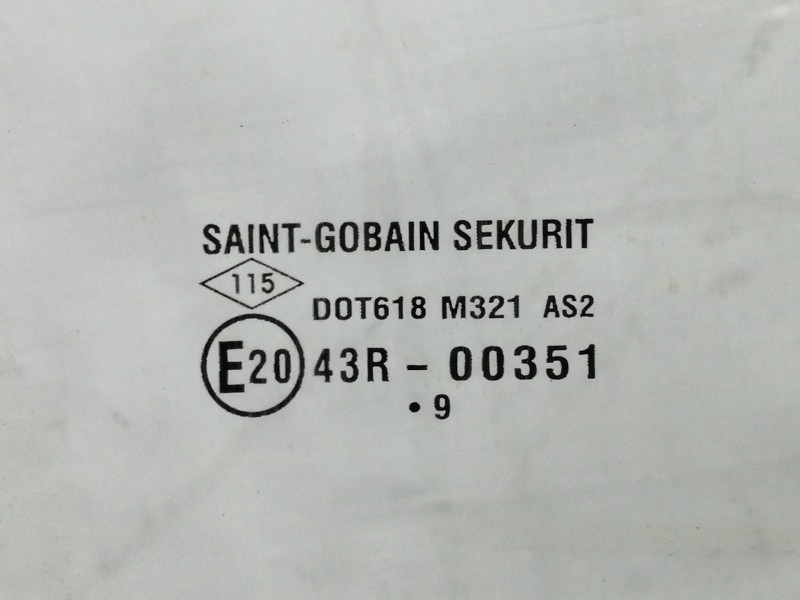 SAINT-GOBAIN SEKURIT
115
DOT618 M321 AS2
E20 43R - 00351
• 9